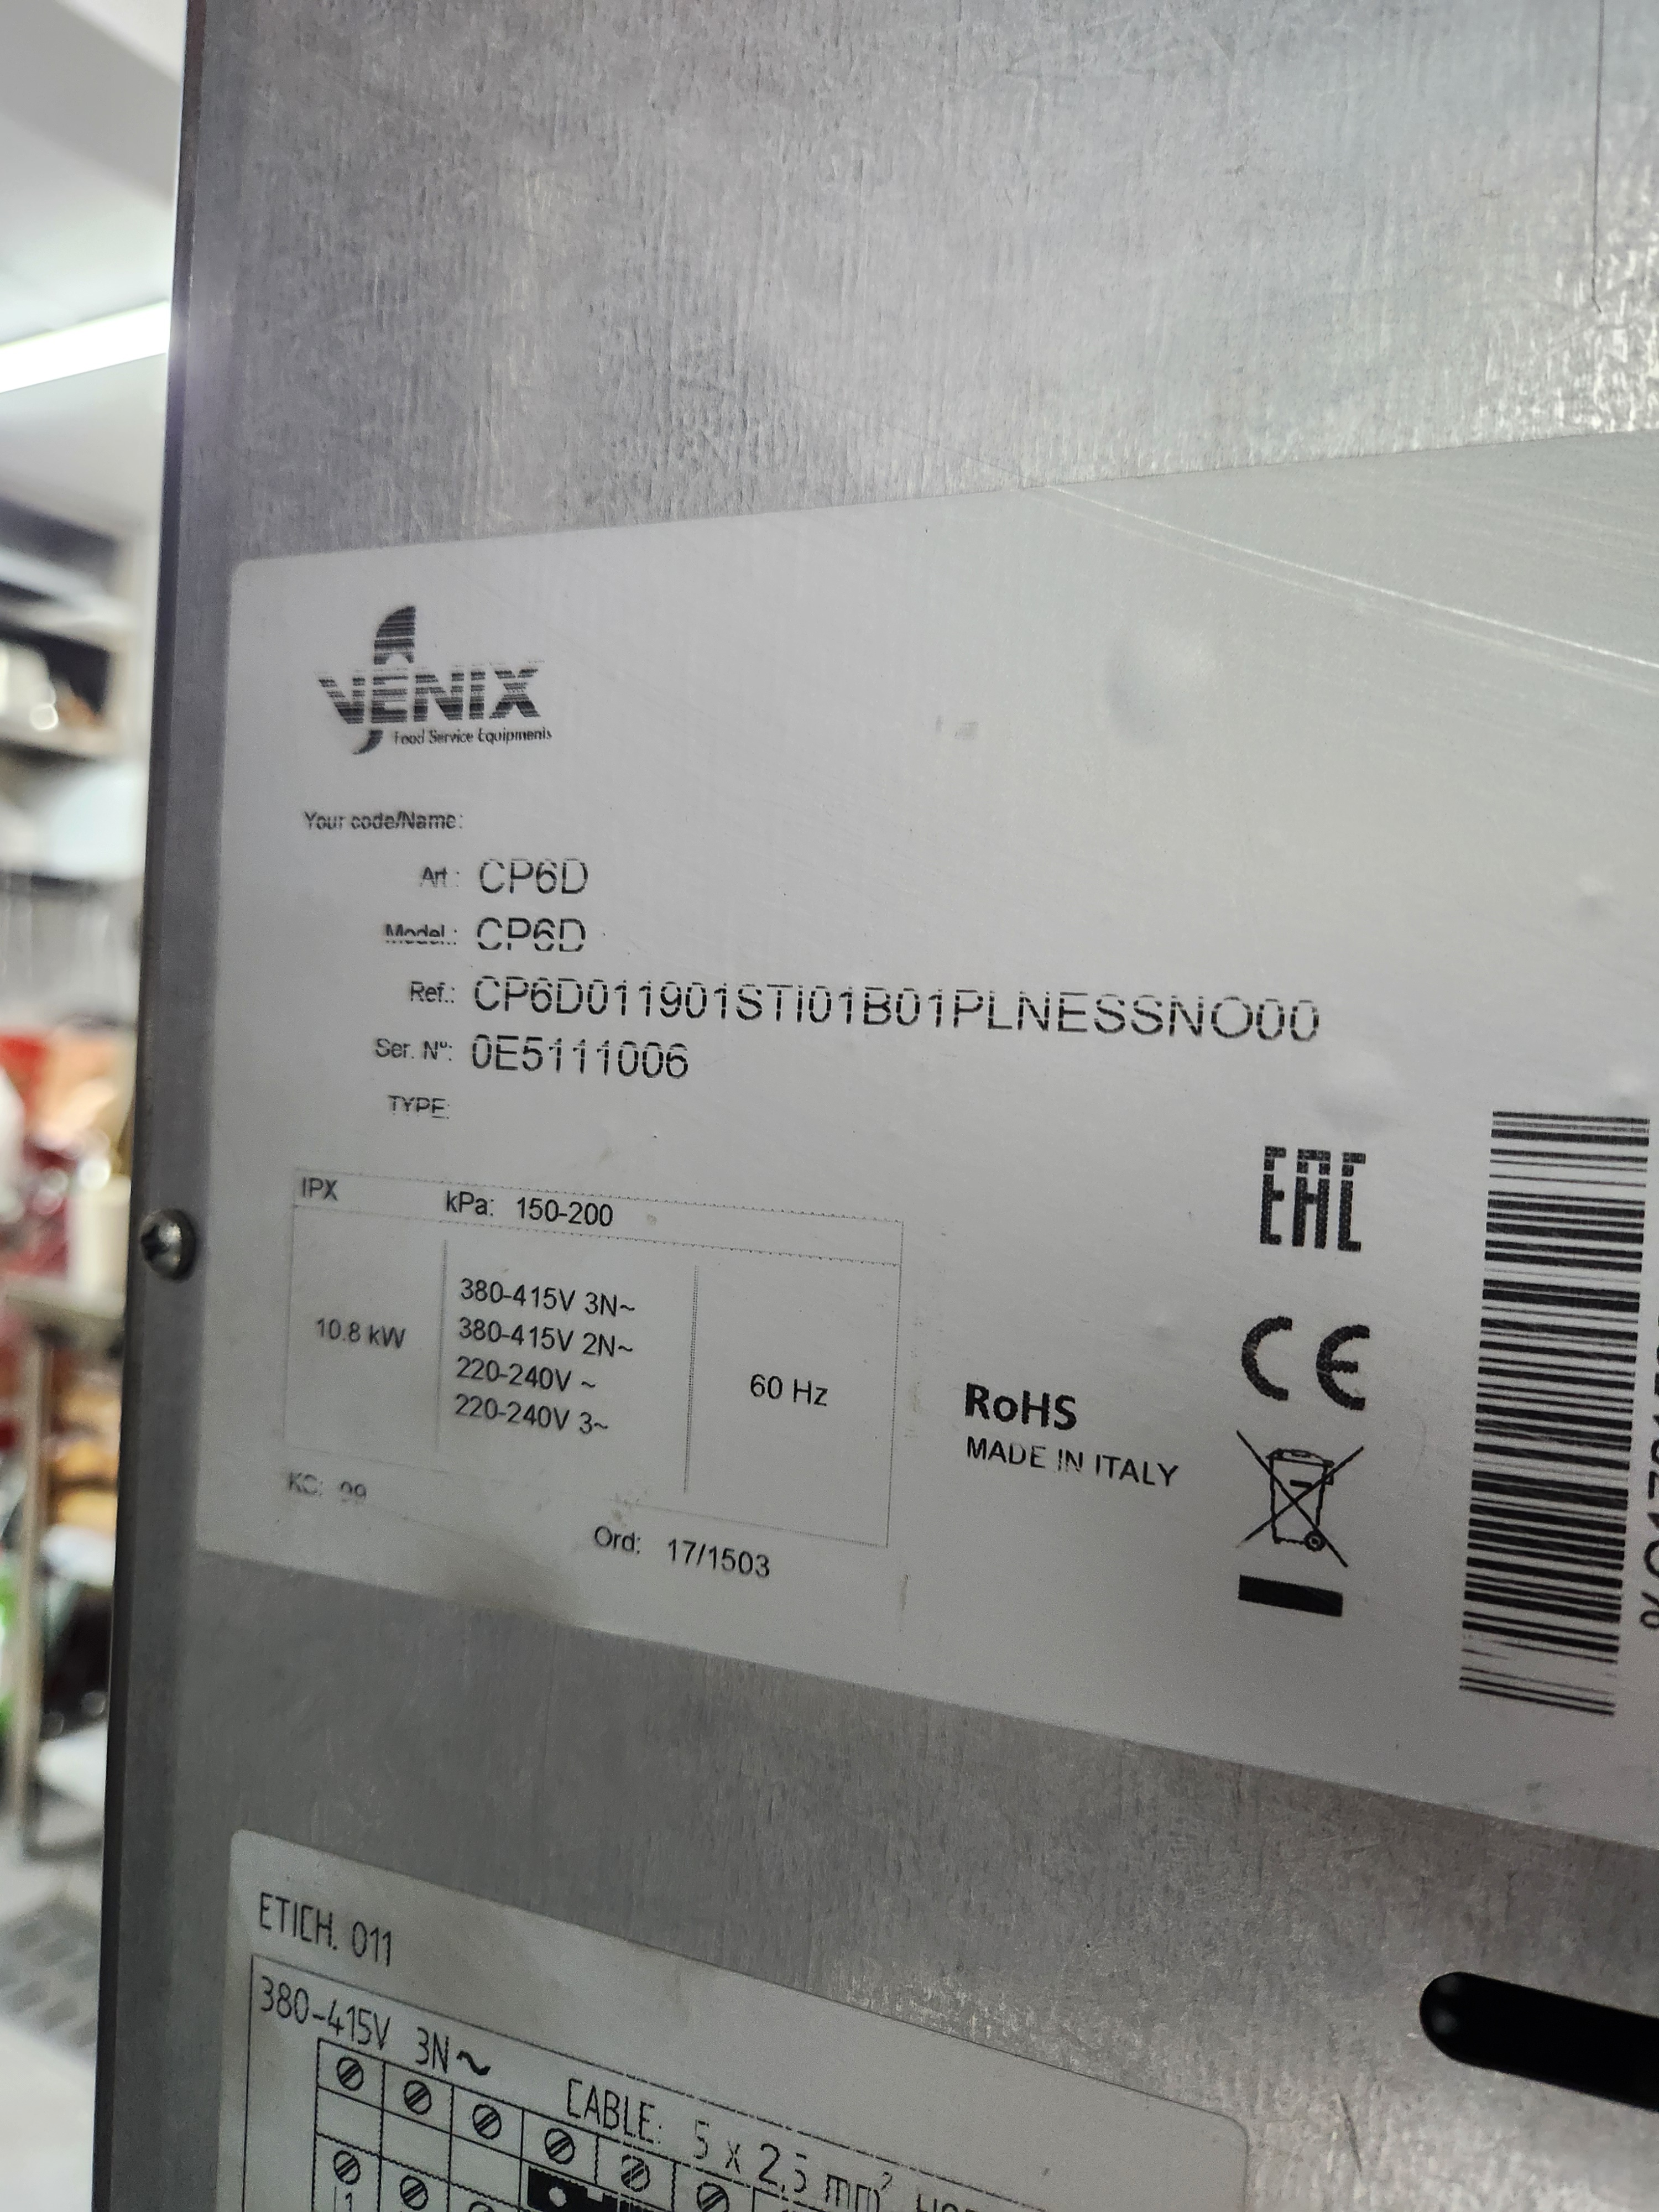 VENIX
Food Service Equipments
Your code/Name:
Art: CP6D
Model.: CP6D
Ref.: CP6D011901STI01B01PLNESSNO00
Ser. N°: 0E5111006
TYPE:
IPX kPa: 150-200
10.8 kW
380-415V 3N~
380-415V 2N~
220-240V ~
220-240V 3~
60 Hz
KC: 99
Ord: 17/1503
EAC
CE
RoHS
MADE IN ITALY
ETICH. 011
380-415V 3N~ CABLE: 5 x 2,5 mm²